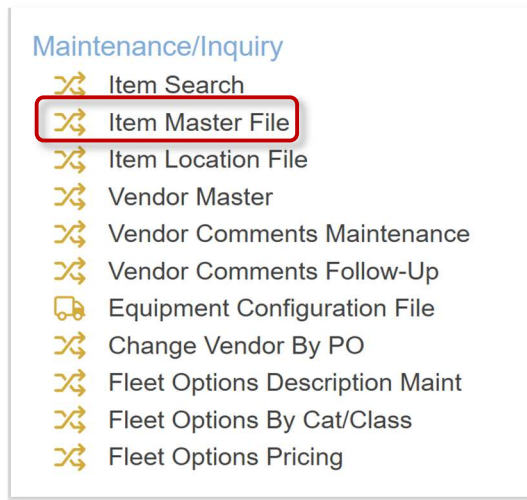 Maintenance/Inquiry
Item Search
Item Master File
Item Location File
Vendor Master
Vendor Comments Maintenance
Vendor Comments Follow-Up
Equipment Configuration File
Change Vendor By PO
Fleet Options Description Maint
Fleet Options By Cat/Class
Fleet Options Pricing